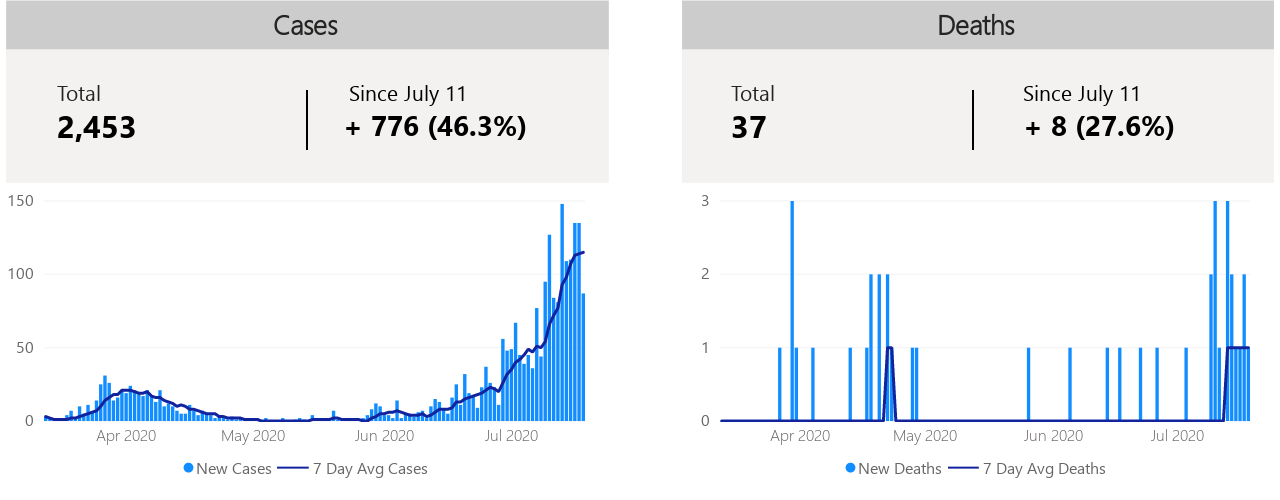 Cases
Total
2,453
Since July 11
+ 776 (46.3%)
150
100
50
0
Apr 2020 May 2020 Jun 2020 Jul 2020
New Cases 7 Day Avg Cases
Deaths
Total
37
Since July 11
+ 8 (27.6%)
3
2
1
0
Apr 2020 May 2020 Jun 2020 Jul 2020
New Deaths 7 Day Avg Deaths